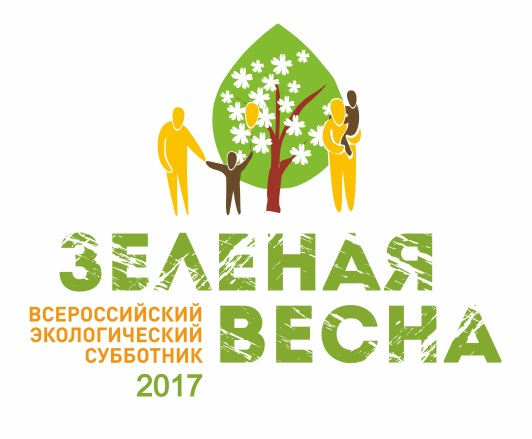 ЗЕЛЕНАЯ
ВЕСНА
ВСЕРОССИЙСКИЙ
ЭКОЛОГИЧЕСКИЙ
СУББОТНИК
2017